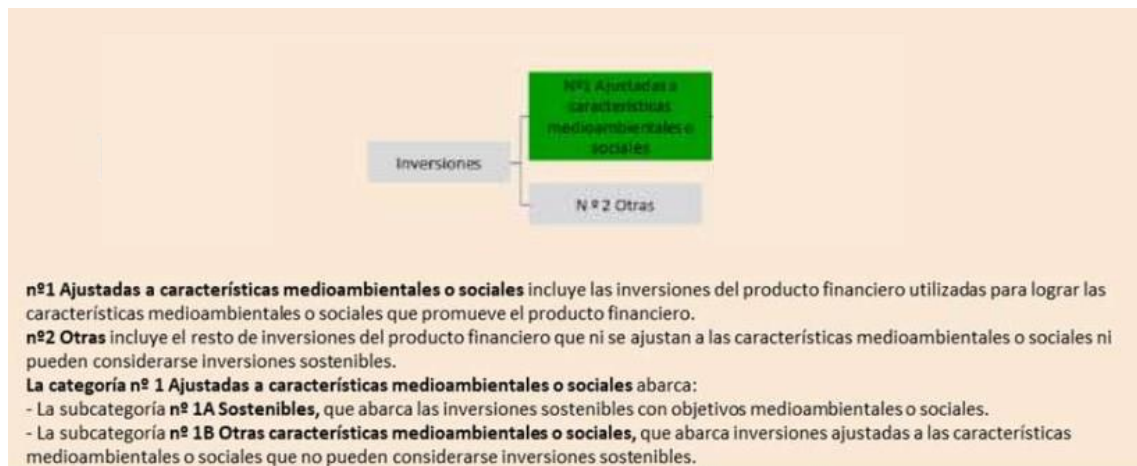 Nº1 Ajustadas a
características
medioambientales o
sociales
Inversiones
N º 2 Otras
nº1 Ajustadas a características medioambientales o sociales incluye las inversiones del producto financiero utilizadas para lograr las
características medioambientales o sociales que promueve el producto financiero.
nº2 Otras incluye el resto de inversiones del producto financiero que ni se ajustan a las características medioambientales o sociales ni
pueden considerarse inversiones sostenibles.
La categoría nº 1 Ajustadas a características medioambientales o sociales abarca:
- La subcategoría nº 1A Sostenibles, que abarca las inversiones sostenibles con objetivos medioambientales o sociales.
- La subcategoría nº 1B Otras características medioambientales o sociales, que abarca inversiones ajustadas a las características
medioambientales o sociales que no pueden considerarse inversiones sostenibles.